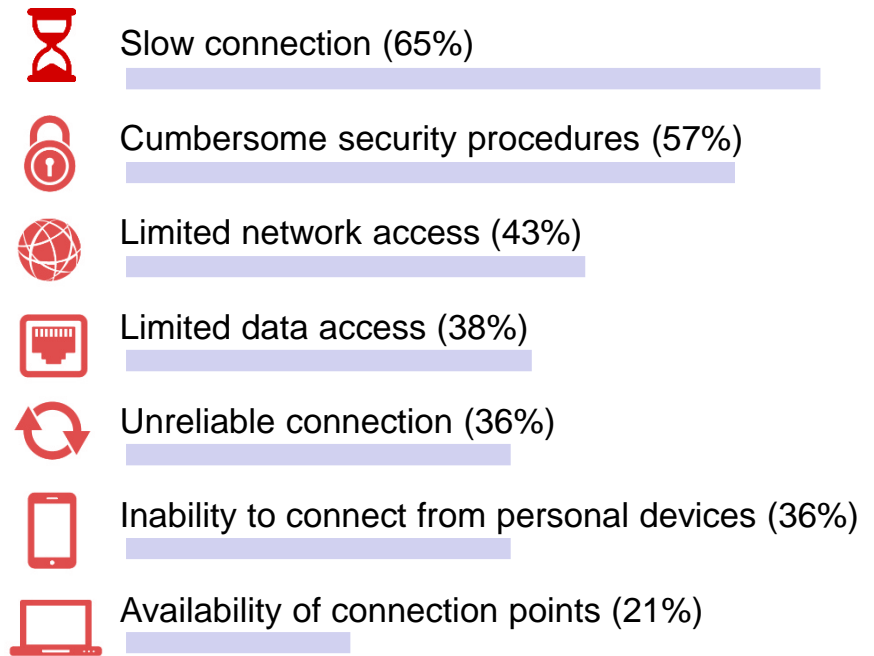 Slow connection (65%)
Cumbersome security procedures (57%)
Limited network access (43%)
Limited data access (38%)
Unreliable connection (36%)
Inability to connect from personal devices (36%)
Availability of connection points (21%)